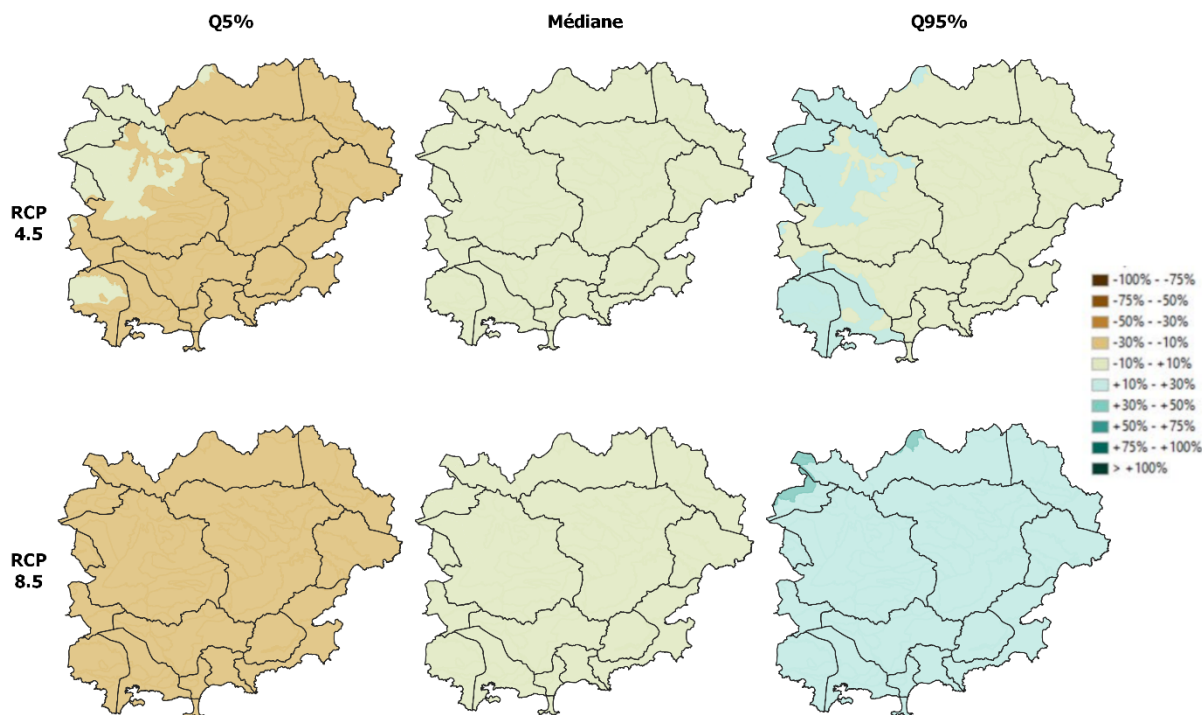 Q5%
Médiane
Q95%
RCP
4.5
-100% - -75%
-75% - -50%
-50% - -30%
-30% - -10%
-10% - +10%
+10% - +30%
+30% - +50%
+50% - +75%
+75% - +100%
> +100%
RCP
8.5